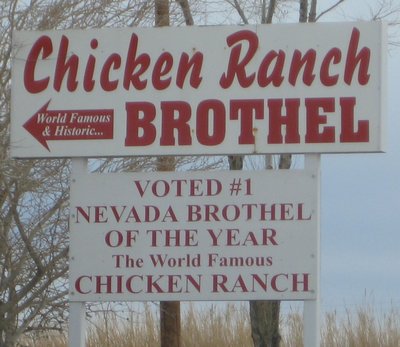 Chicken Ranch
World Famous
& Historic...
BROTHEL
VOTED #1
NEVADA BROTHEL
OF THE YEAR
The World Famous
CHICKEN RANCH